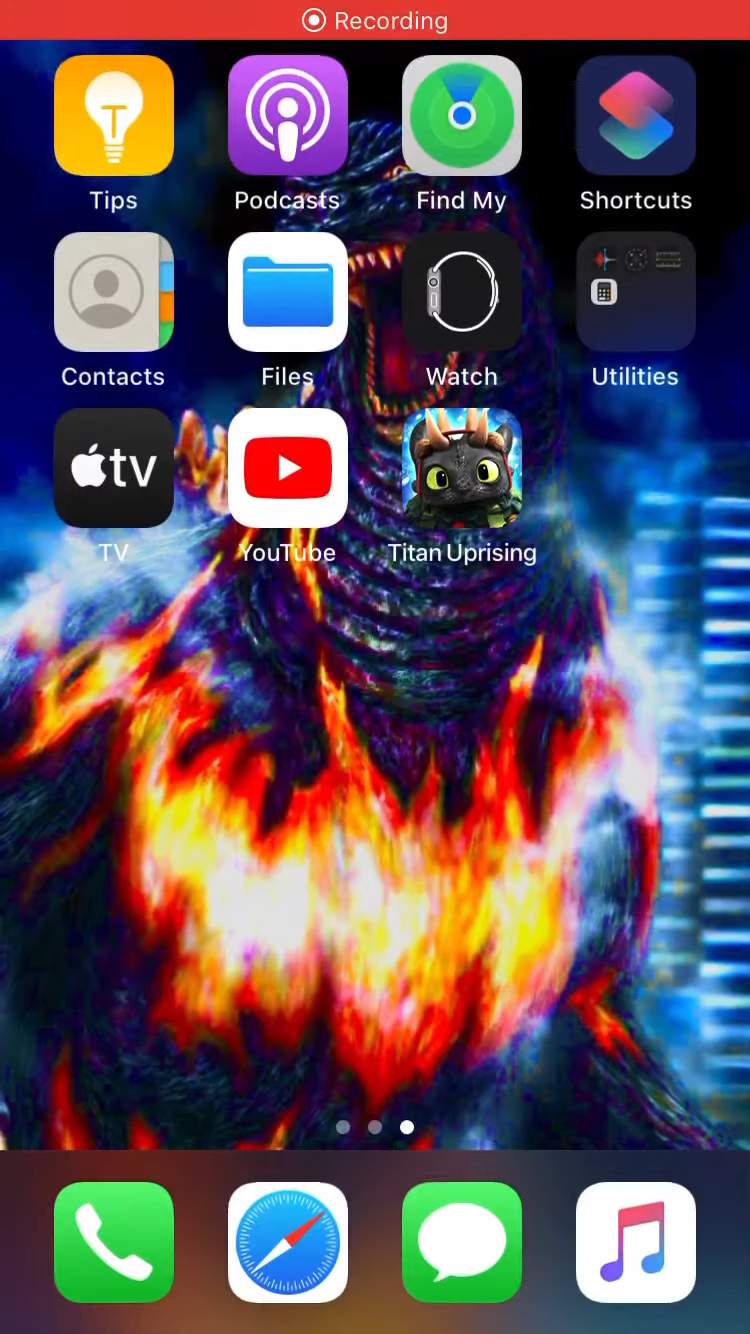 Recording
Tips Podcasts Find My Shortcuts
Contacts Files Watch Utilities
tv
TV YouTube Titan Uprising